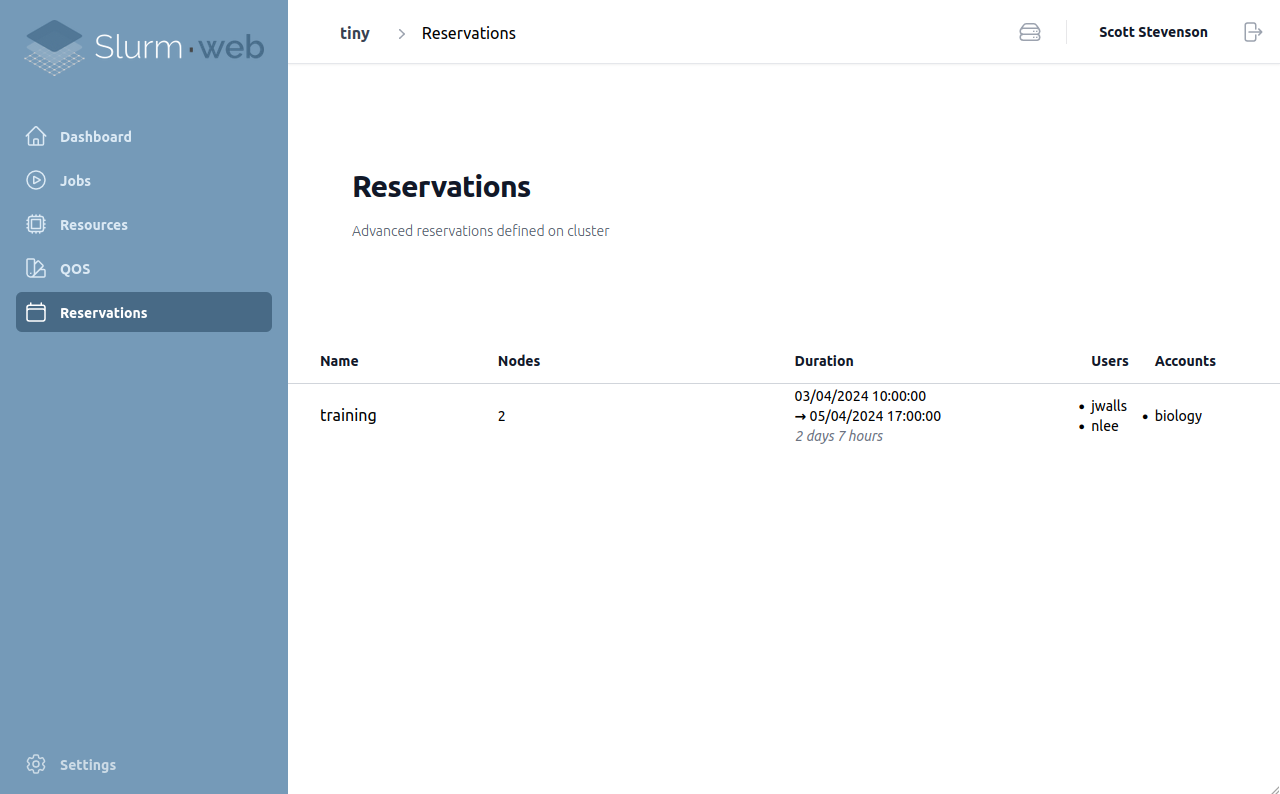 Slurm·web
Dashboard
Jobs
Resources
QOS
Reservations
Settings
tiny
Reservations
Scott Stevenson
Reservations
Advanced reservations defined on cluster
Name Nodes Duration Users Accounts
training
2
03/04/2024 10:00:00
→ 05/04/2024 17:00:00
2 days 7 hours
• jwalls
• nlee
• biology